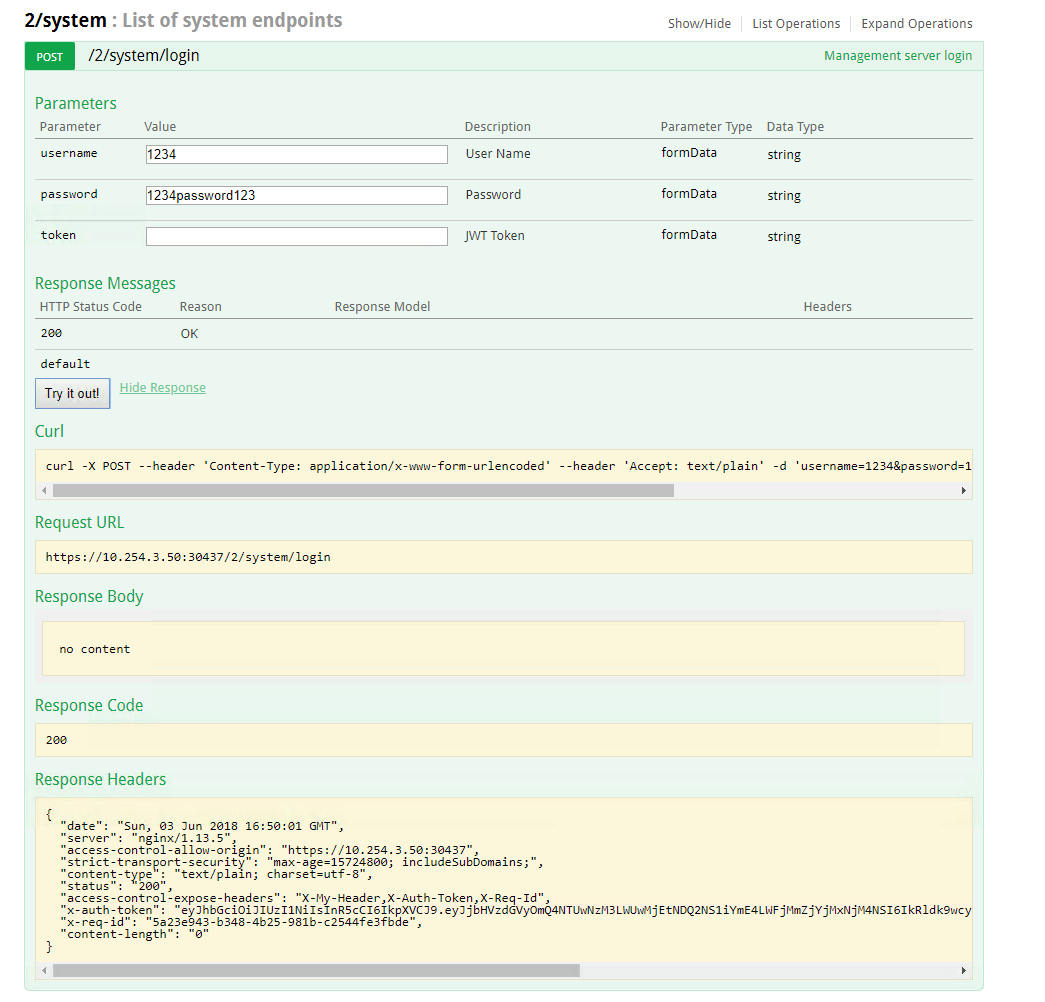 2/system : List of system endpoints
Show/Hide List Operations Expand Operations
POST /2/system/login Management server login
Parameters
Parameter Value Description Parameter Type Data Type
username 1234 User Name formData string
password 1234password123 Password formData string
token JWT Token formData string
Response Messages
HTTP Status Code Reason Response Model Headers
200 OK
default
Try it out! Hide Response
Curl
curl -X POST --header 'Content-Type: application/x-www-form-urlencoded' --header 'Accept: text/plain' -d 'username=1234&password=1
Request URL
https://10.254.3.50:30437/2/system/login
Response Body
no content
Response Code
200
Response Headers
{
"date": "Sun, 03 Jun 2018 16:50:01 GMT",
"server": "nginx/1.13.5",
"access-control-allow-origin": "https://10.254.3.50:30437",
"strict-transport-security": "max-age=15724800; includeSubDomains;",
"content-type": "text/plain; charset=utf-8",
"status": "200",
"access-control-expose-headers": "X-My-Header,X-Auth-Token,X-Req-Id",
"x-auth-token": "eyJhbGciOiJIUzI1NiIsInR5cCI6IkpXVCJ9.eyJjbHVzdGVyOmQ4NTUwNzM3LWUwMjEtNDQ2NS1iYmE4LWFjMmZjYjMxNjM4NSI6IkRldk9wcy
"x-req-id": "5a23e943-b348-4b25-981b-c2544fe3fbde",
"content-length": "0"
}